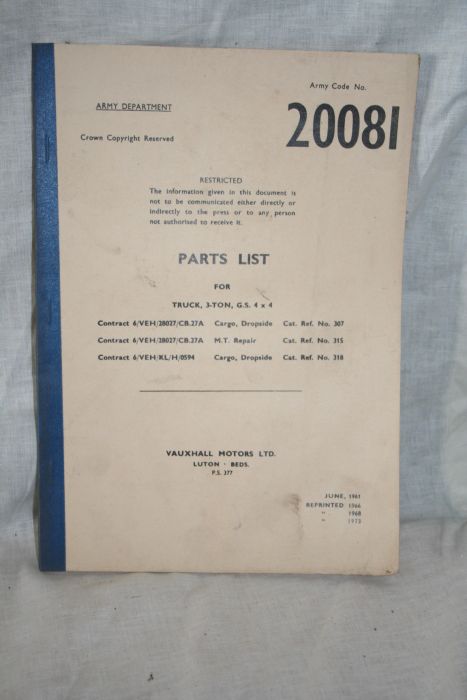 Army Code No.
20081
ARMY DEPARTMENT
Crown Copyright Reserved
RESTRICTED
The information given in this document is
not to be communicated either directly or
indirectly to the press or to any person
not authorised to receive it.
PARTS LIST
FOR
TRUCK, 3-TON, G.S. 4 x 4
Contract 6/VEH/28027/CB.27A Cargo, Dropside Cat. Ref. No. 307
Contract 6/VEH/28027/CB.27A M.T. Repair Cat. Ref. No. 315
Contract 6/VEH/KL/H/0594 Cargo, Dropside Cat. Ref. No. 318
VAUXHALL MOTORS LTD.
LUTON · BEDS.
P.S. 377
JUNE, 1961
REPRINTED 1966
" 1968
" 1973